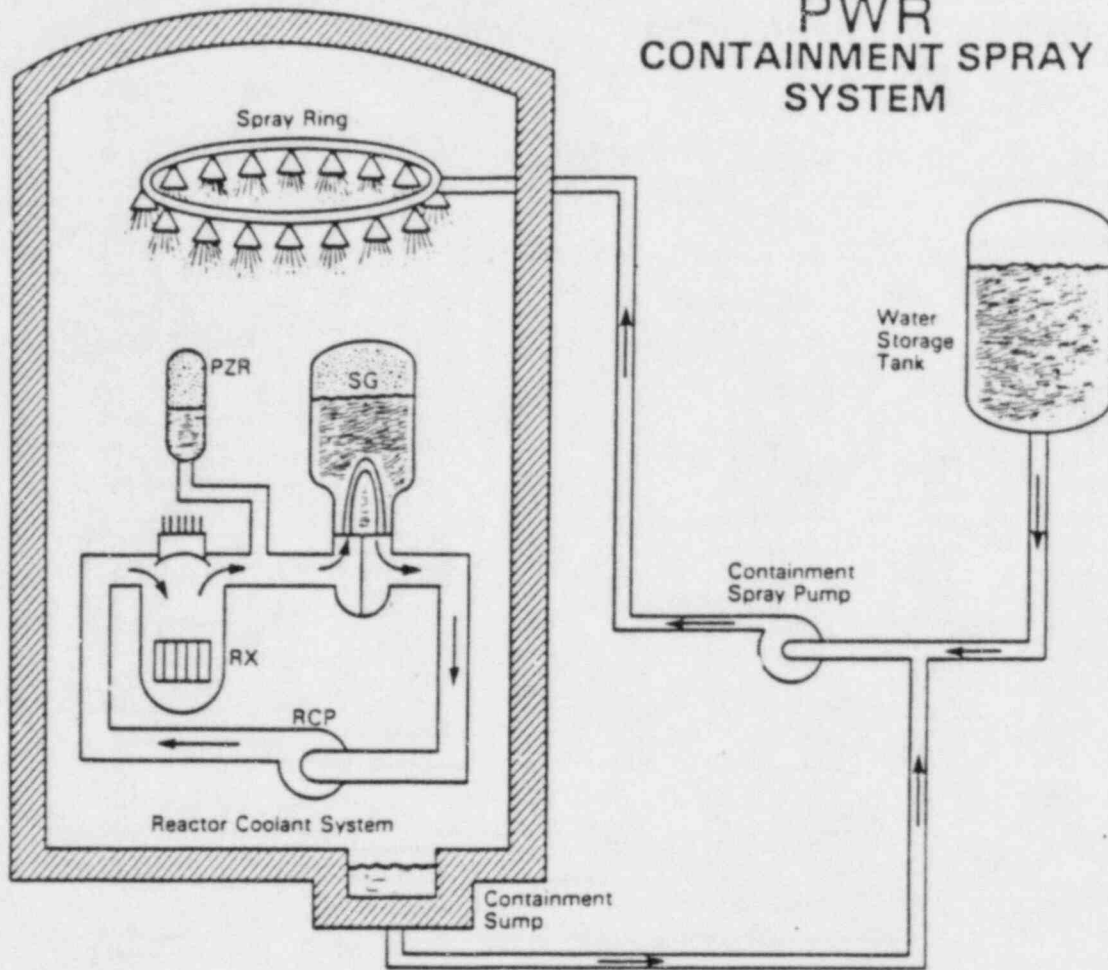 PWR
CONTAINMENT SPRAY
SYSTEM
Spray Ring
PZR
SG
Water
Storage
Tank
Containment
Spray Pump
RX
RCP
Reactor Coolant System
Containment
Sump